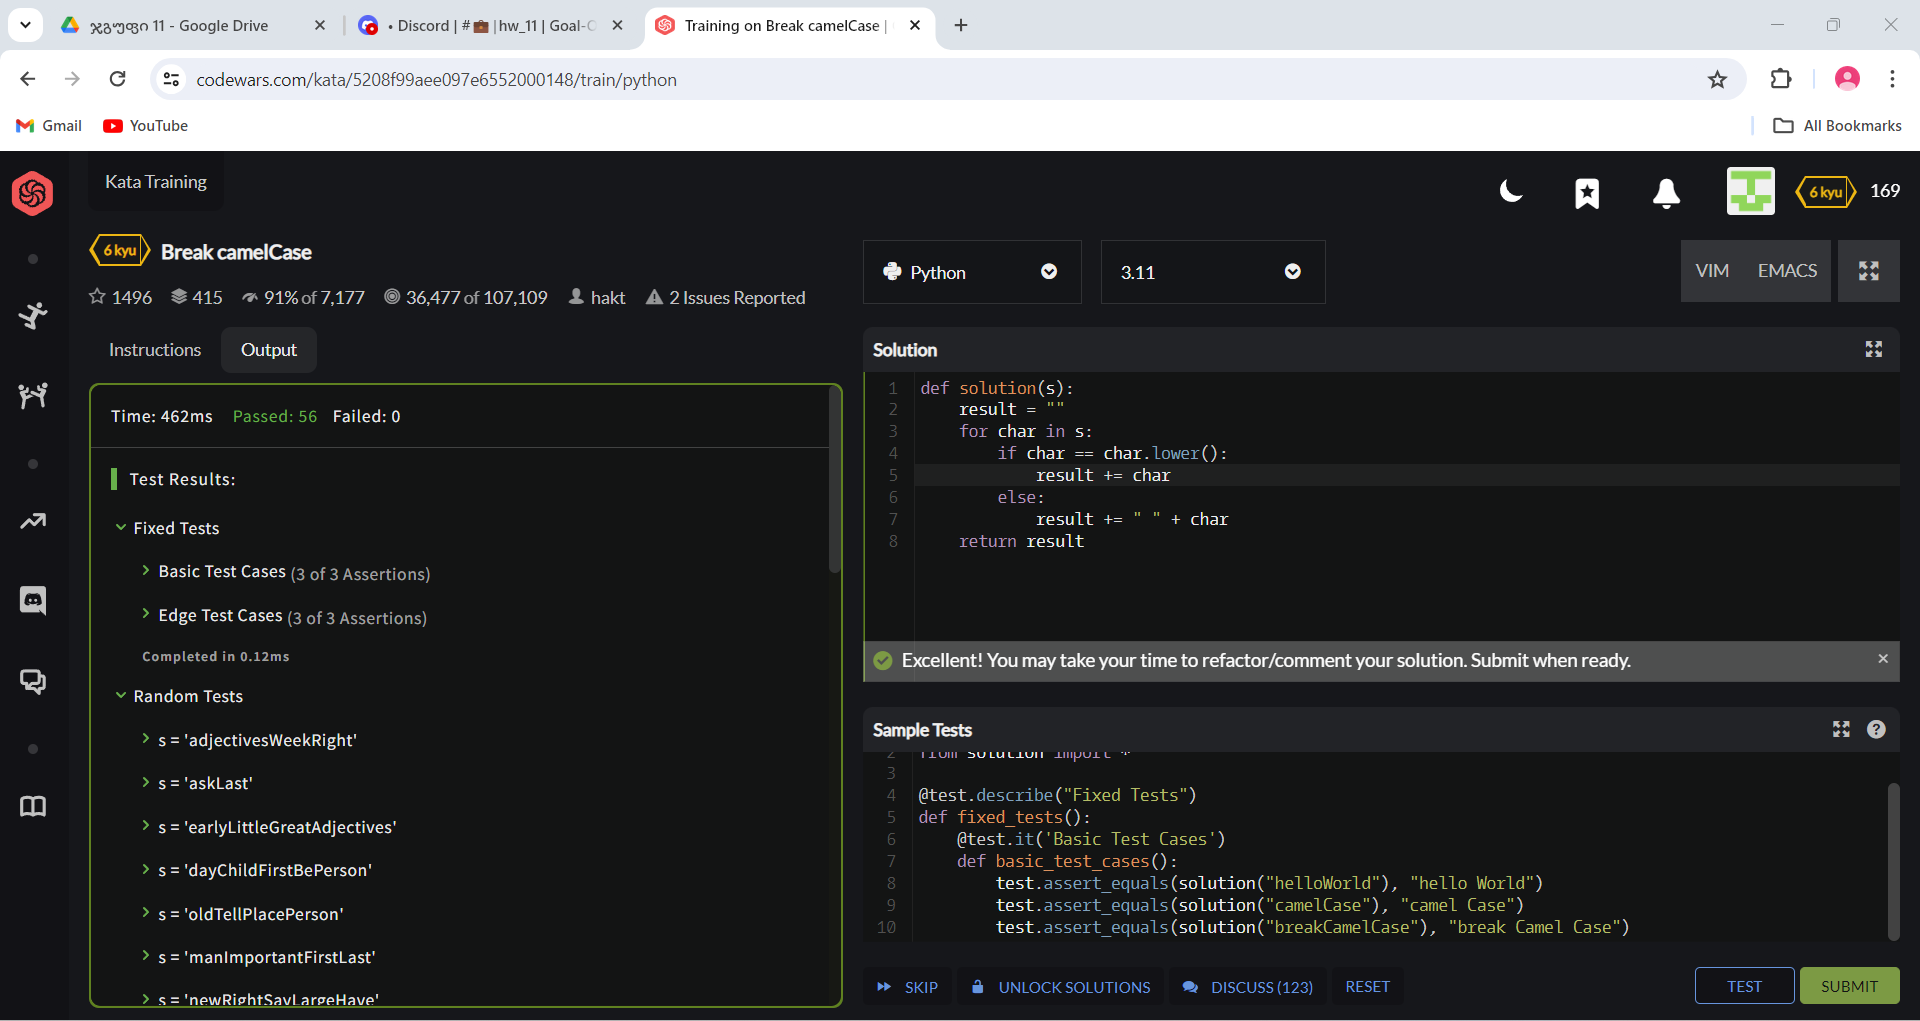 ჯგუფი 11 - Google Drive
• Discord | # 💼 |hw_11 | Goal-O
Training on Break camelCase |
codewars.com/kata/5208f99aee097e6552000148/train/python
Gmail
YouTube
All Bookmarks
Kata Training
6 kyu
169
6 kyu
Break camelCase
1496
415
91% of 7,177
36,477 of 107,109
hakt
2 Issues Reported
Python
3.11
VIM
EMACS
Instructions
Output
Time: 462ms Passed: 56 Failed: 0
Test Results:
Fixed Tests
Basic Test Cases (3 of 3 Assertions)
Edge Test Cases (3 of 3 Assertions)
Completed in 0.12ms
Random Tests
s = 'adjectivesWeekRight'
s = 'askLast'
s = 'earlyLittleGreatAdjectives'
s = 'dayChildFirstBePerson'
s = 'oldTellPlacePerson'
s = 'manImportantFirstLast'
s = 'newRightSayLargeHave'
Solution
1 def solution(s):
2 result = ""
3 for char in s:
4 if char == char.lower():
5 result += char
6 else:
7 result += " " + char
8 return result
Excellent! You may take your time to refactor/comment your solution. Submit when ready.
Sample Tests
2 from solution import *
3
4 @test.describe("Fixed Tests")
5 def fixed_tests():
6 @test.it('Basic Test Cases')
7 def basic_test_cases():
8 test.assert_equals(solution("helloWorld"), "hello World")
9 test.assert_equals(solution("camelCase"), "camel Case")
10 test.assert_equals(solution("breakCamelCase"), "break Camel Case")
SKIP
UNLOCK SOLUTIONS
DISCUSS (123)
RESET
TEST
SUBMIT